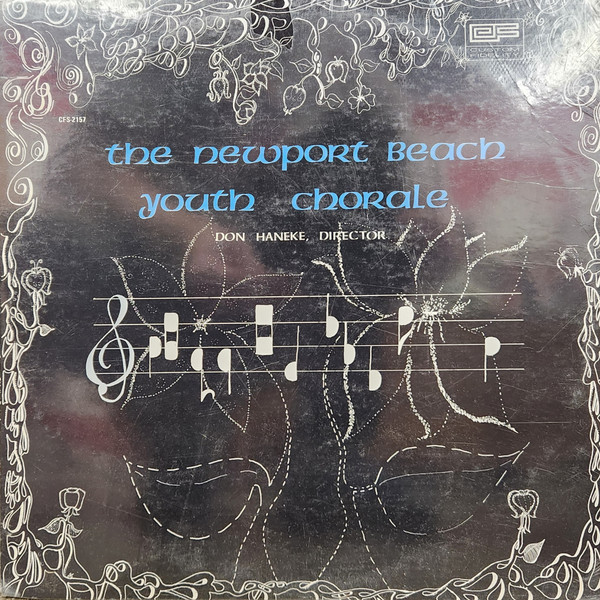 CFS-2157
the newport Beach
youth chorale
DON HANEKE, DIRECTOR